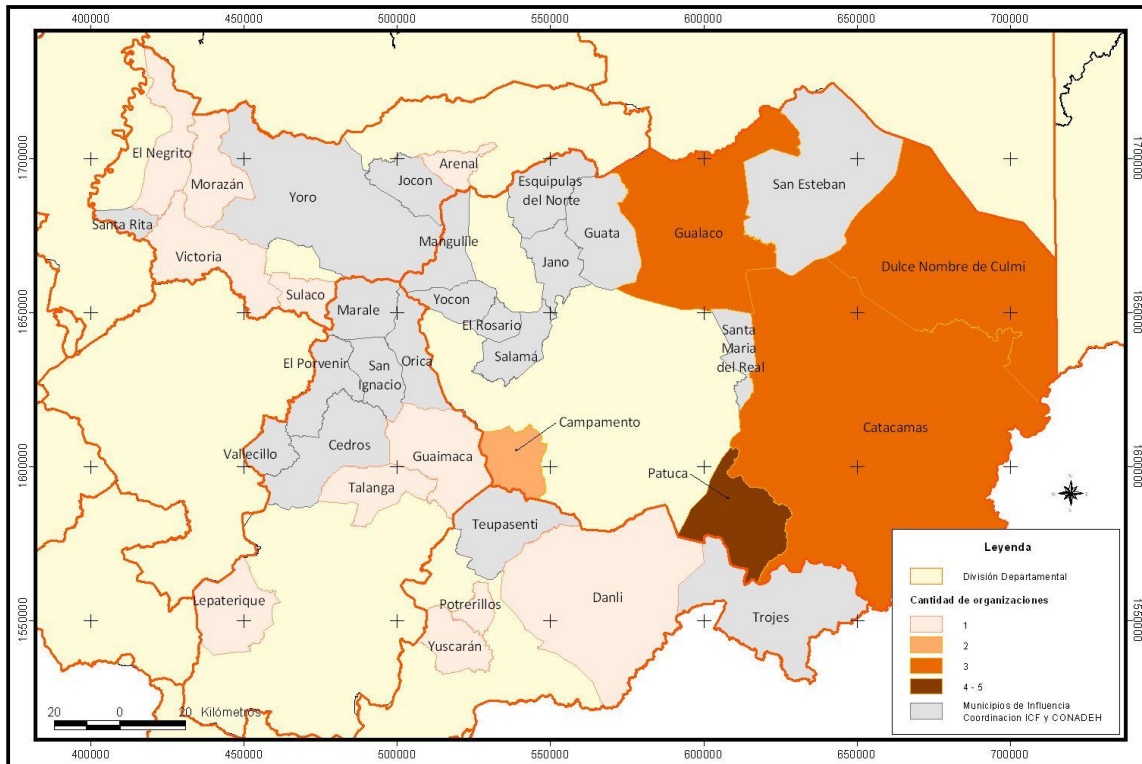 400000 450000 500000 550000 600000 650000 700000
1700000
1700000
El Negrito
Morazán
Santa Rita
Yoro
Jocon
Arenal
Victoria
Sulaco
Mangulile
Esquipulas
del Norte
Guata
Jano
Gualaco
San Esteban
Dulce Nombre de Culmi
1650000
1650000
Marale
Yocon
El Rosario
Salamá
Santa
Maria
del Real
El Porvenir
San
Ignacio
Orica
Campamento
Catacamas
Vallecillo
Cedros
Guaimaca
Talanga
Patuca
1600000
1600000
Teupasenti
Lepaterique
Potrerillos
Yuscarán
Danli
Trojes
1550000
1550000
Leyenda
División Departamental
Cantidad de organizaciones
1
2
3
4 - 5
Municipios de Influencia
Coordinacion ICF y CONADEH
20 0 20 Kilómetros
400000 450000 500000 550000 600000 650000 700000